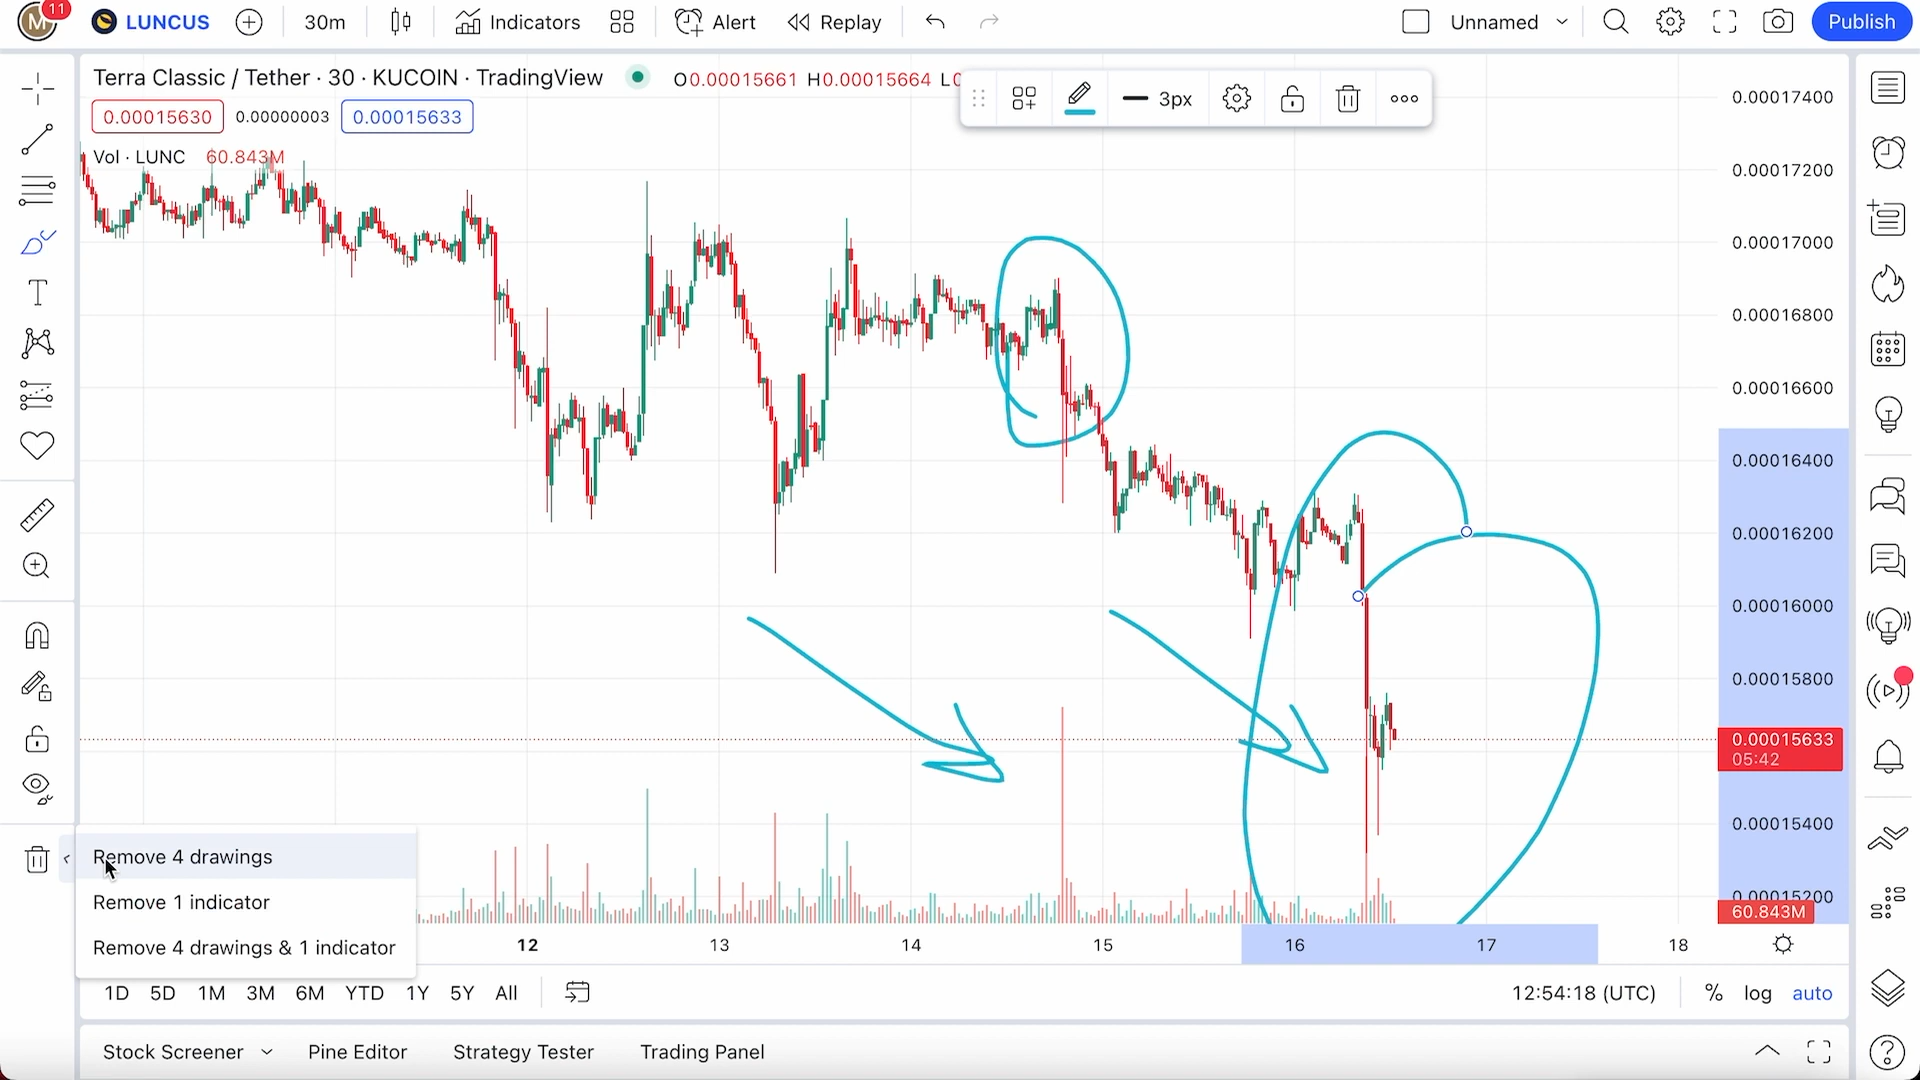 M 11 LUNCUS 30m Indicators Alert Replay Unnamed Publish
Terra Classic / Tether · 30 · KUCOIN · TradingView O0.00015661 H0.00015664 L0
3px
0.00015630 0.00000003 0.00015633
Vol · LUNC 60.843M
T
0.00017400
0.00017200
0.00017000
0.00016800
0.00016600
0.00016400
0.00016200
0.00016000
0.00015800
0.00015633
05:42
0.00015400
0.00015200
60.843M
Remove 4 drawings
Remove 1 indicator
Remove 4 drawings & 1 indicator
12 13 14 15 16 17 18
1D 5D 1M 3M 6M YTD 1Y 5Y All 12:54:18 (UTC) % log auto
Stock Screener Pine Editor Strategy Tester Trading Panel